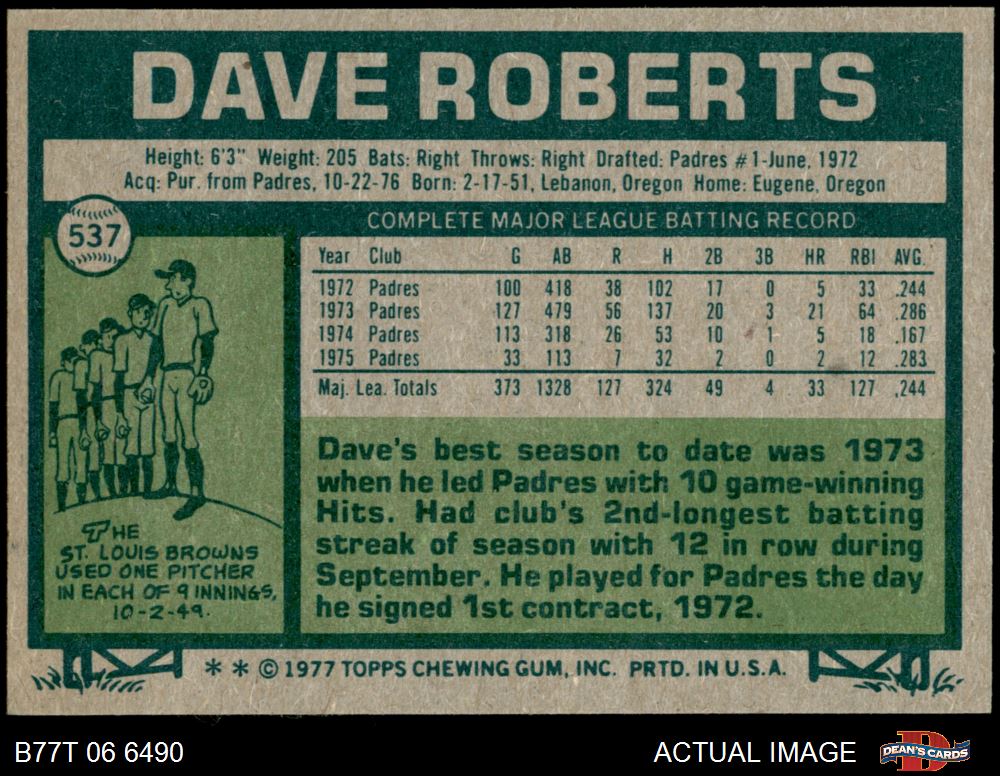 DAVE ROBERTS
Height: 6'3" Weight: 205 Bats: Right Throws: Right Drafted: Padres #1-June, 1972
Acq: Pur. from Padres, 10-22-76 Born: 2-17-51, Lebanon, Oregon Home: Eugene, Oregon
537
COMPLETE MAJOR LEAGUE BATTING RECORD
Year Club G AB R H 2B 3B HR RBI AVG.
1972 Padres 100 418 38 102 17 0 5 33 .244
1973 Padres 127 479 56 137 20 3 21 64 .286
1974 Padres 113 318 26 53 10 1 5 18 .167
1975 Padres 33 113 7 32 2 0 2 12 .283
Maj. Lea. Totals 373 1328 127 324 49 4 33 127 .244
THE
ST. LOUIS BROWNS
USED ONE PITCHER
IN EACH OF 9 INNINGS,
10-2-49.
Dave's best season to date was 1973
when he led Padres with 10 game-winning
Hits. Had club's 2nd-longest batting
streak of season with 12 in row during
September. He played for Padres the day
he signed 1st contract, 1972.
** © 1977 TOPPS CHEWING GUM, INC. PRTD. IN U.S.A.
B77T 06 6490
ACTUAL IMAGE
DEAN'S CARDS